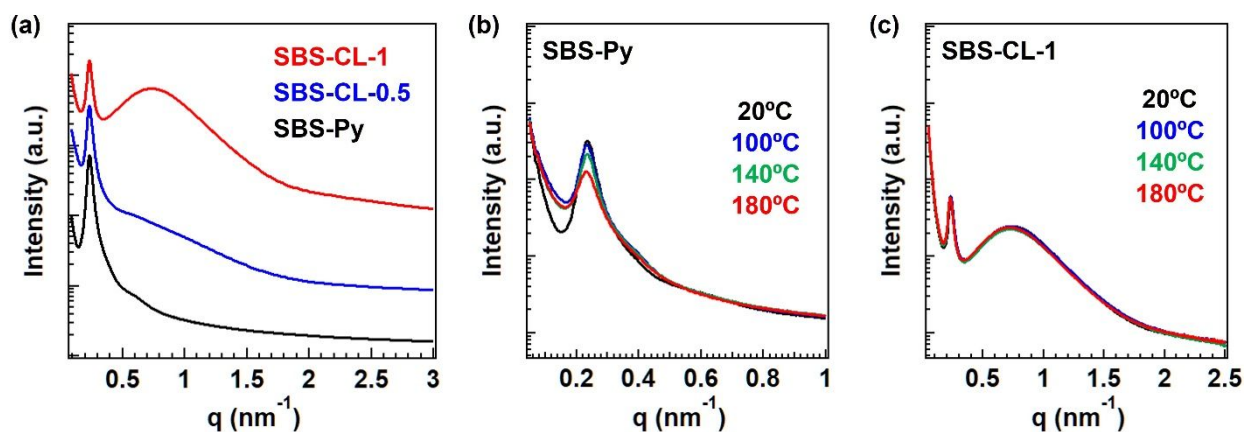 (a)
SBS-CL-1
SBS-CL-0.5
SBS-Py
Intensity (a.u.)
0.5
1
1.5
2
2.5
3
q (nm⁻¹)
(b)
SBS-Py
20ºC
100ºC
140ºC
180ºC
Intensity (a.u.)
0.2
0.4
0.6
0.8
1
q (nm⁻¹)
(c)
SBS-CL-1
20ºC
100ºC
140ºC
180ºC
Intensity (a.u.)
0.5
1
1.5
2
2.5
q (nm⁻¹)